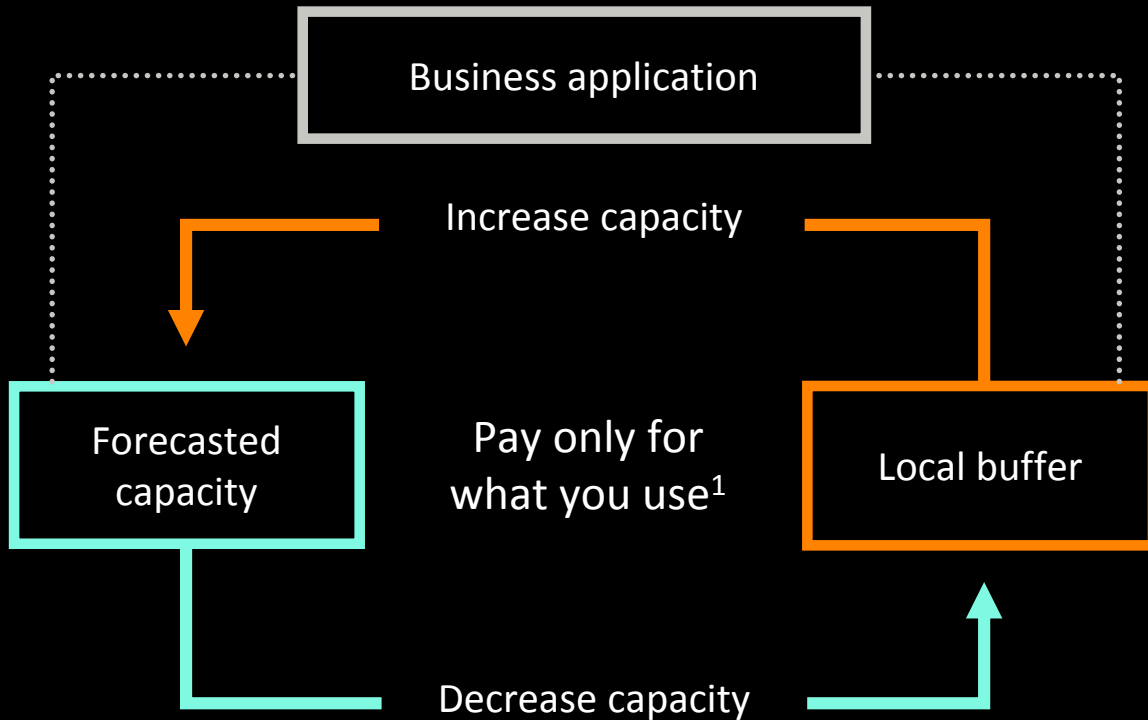 Business application
Increase capacity
Forecasted
capacity
Pay only for
what you use¹
Local buffer
Decrease capacity